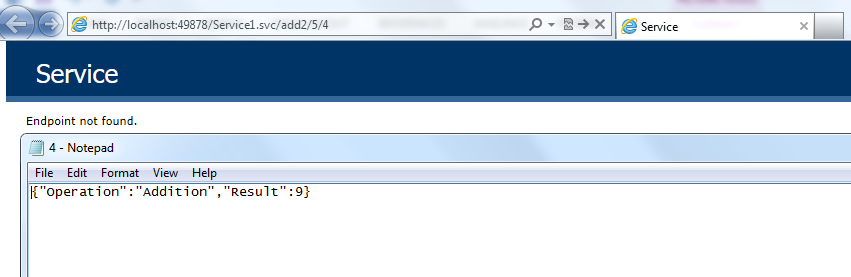 http://localhost:49878/Service1.svc/add2/5/4
Service
Service
Endpoint not found.
4 - Notepad
File Edit Format View Help
{"Operation":"Addition","Result":9}